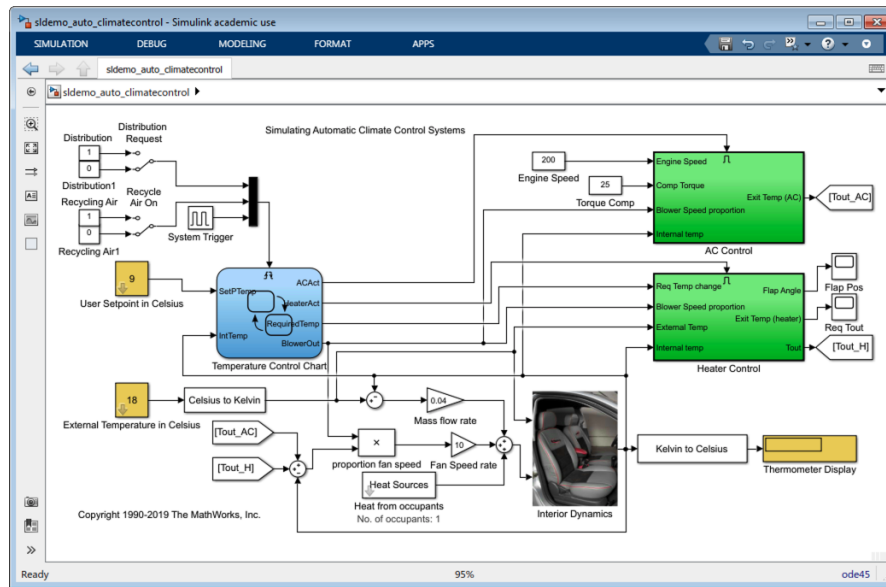 sldemo_auto_climatecontrol - Simulink academic use
SIMULATION
DEBUG
MODELING
FORMAT
APPS
sldemo_auto_climatecontrol
sldemo_auto_climatecontrol
Simulating Automatic Climate Control Systems
Distribution
Request
Distribution
1
0
Distribution1
Recycle
Air On
Recycling Air
1
0
Recycling Air1
System Trigger
200
Engine Speed
25
Torque Comp
Engine Speed
Comp Torque
Blower Speed proportion
Internal temp
Exit Temp (AC)
AC Control
[Tout_AC]
9
User Setpoint in Celsius
SetPTemp
IntTemp
ACAct
HeaterAct
RequiredTemp
BlowerOut
Temperature Control Chart
Req Temp change
Blower Speed proportion
External Temp
Internal temp
Flap Angle
Exit Temp (heater)
Tout
Heater Control
Flap Pos
Req Tout
[Tout_H]
18
External Temperature in Celsius
Celsius to Kelvin
0.04
Mass flow rate
[Tout_AC]
[Tout_H]
×
proportion fan speed
10
Fan Speed rate
Heat Sources
Heat from occupants
No. of occupants: 1
Interior Dynamics
Kelvin to Celsius
Thermometer Display
Copyright 1990-2019 The MathWorks, Inc.
Ready
95%
ode45